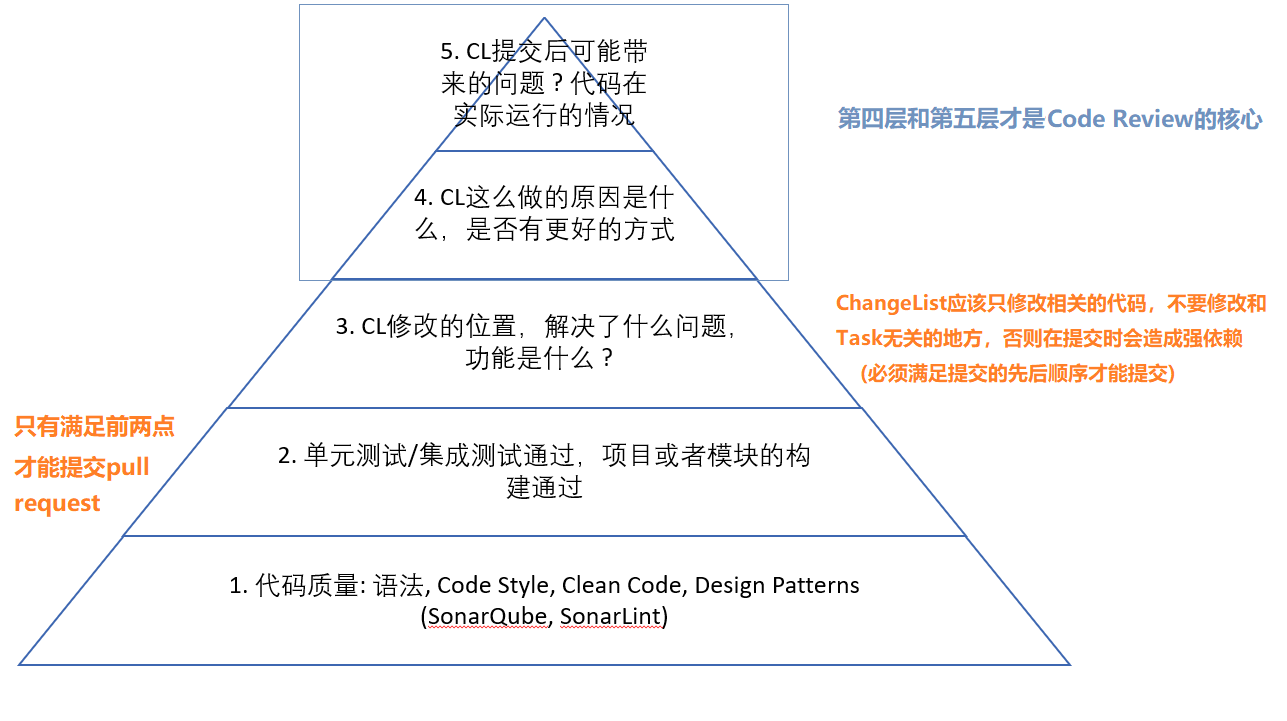 5. CL提交后可能带
来的问题？代码在
实际运行的情况
第四层和第五层才是Code Review的核心
4. CL这么做的原因是什
么，是否有更好的方式
ChangeList应该只修改相关的代码，不要修改和
Task无关的地方，否则在提交时会造成强依赖
(必须满足提交的先后顺序才能提交)
3. CL修改的位置，解决了什么问题，
功能是什么？
只有满足前两点
才能提交pull
request
2. 单元测试/集成测试通过，项目或者模块的构
建通过
1. 代码质量: 语法, Code Style, Clean Code, Design Patterns
(SonarQube, SonarLint)